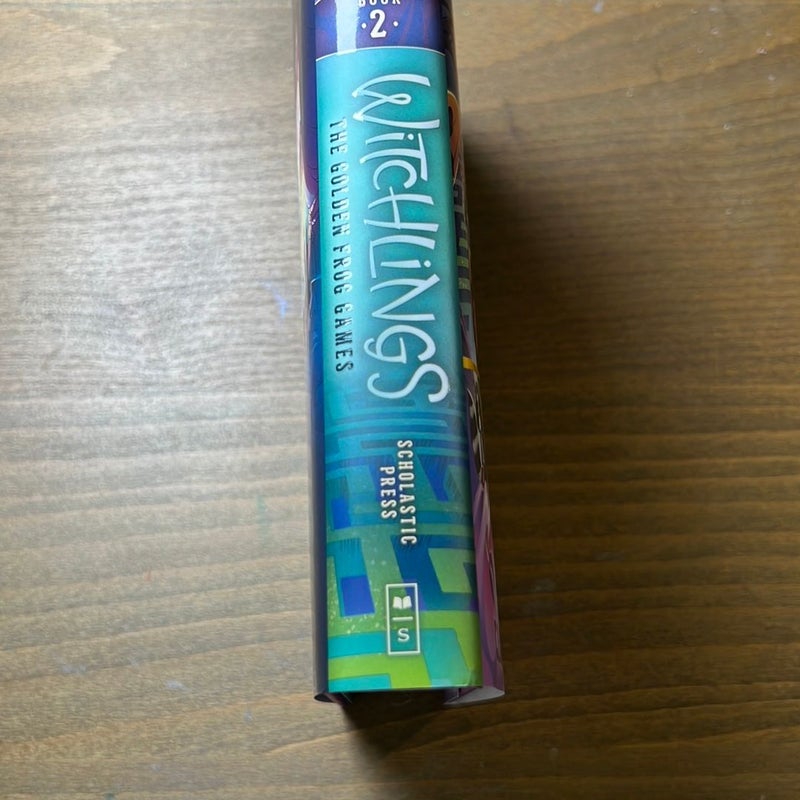 BOOK
·2·
WiTCHLiNGS
THE GOLDEN FROG GAMES
SCHOLASTIC
PRESS
S